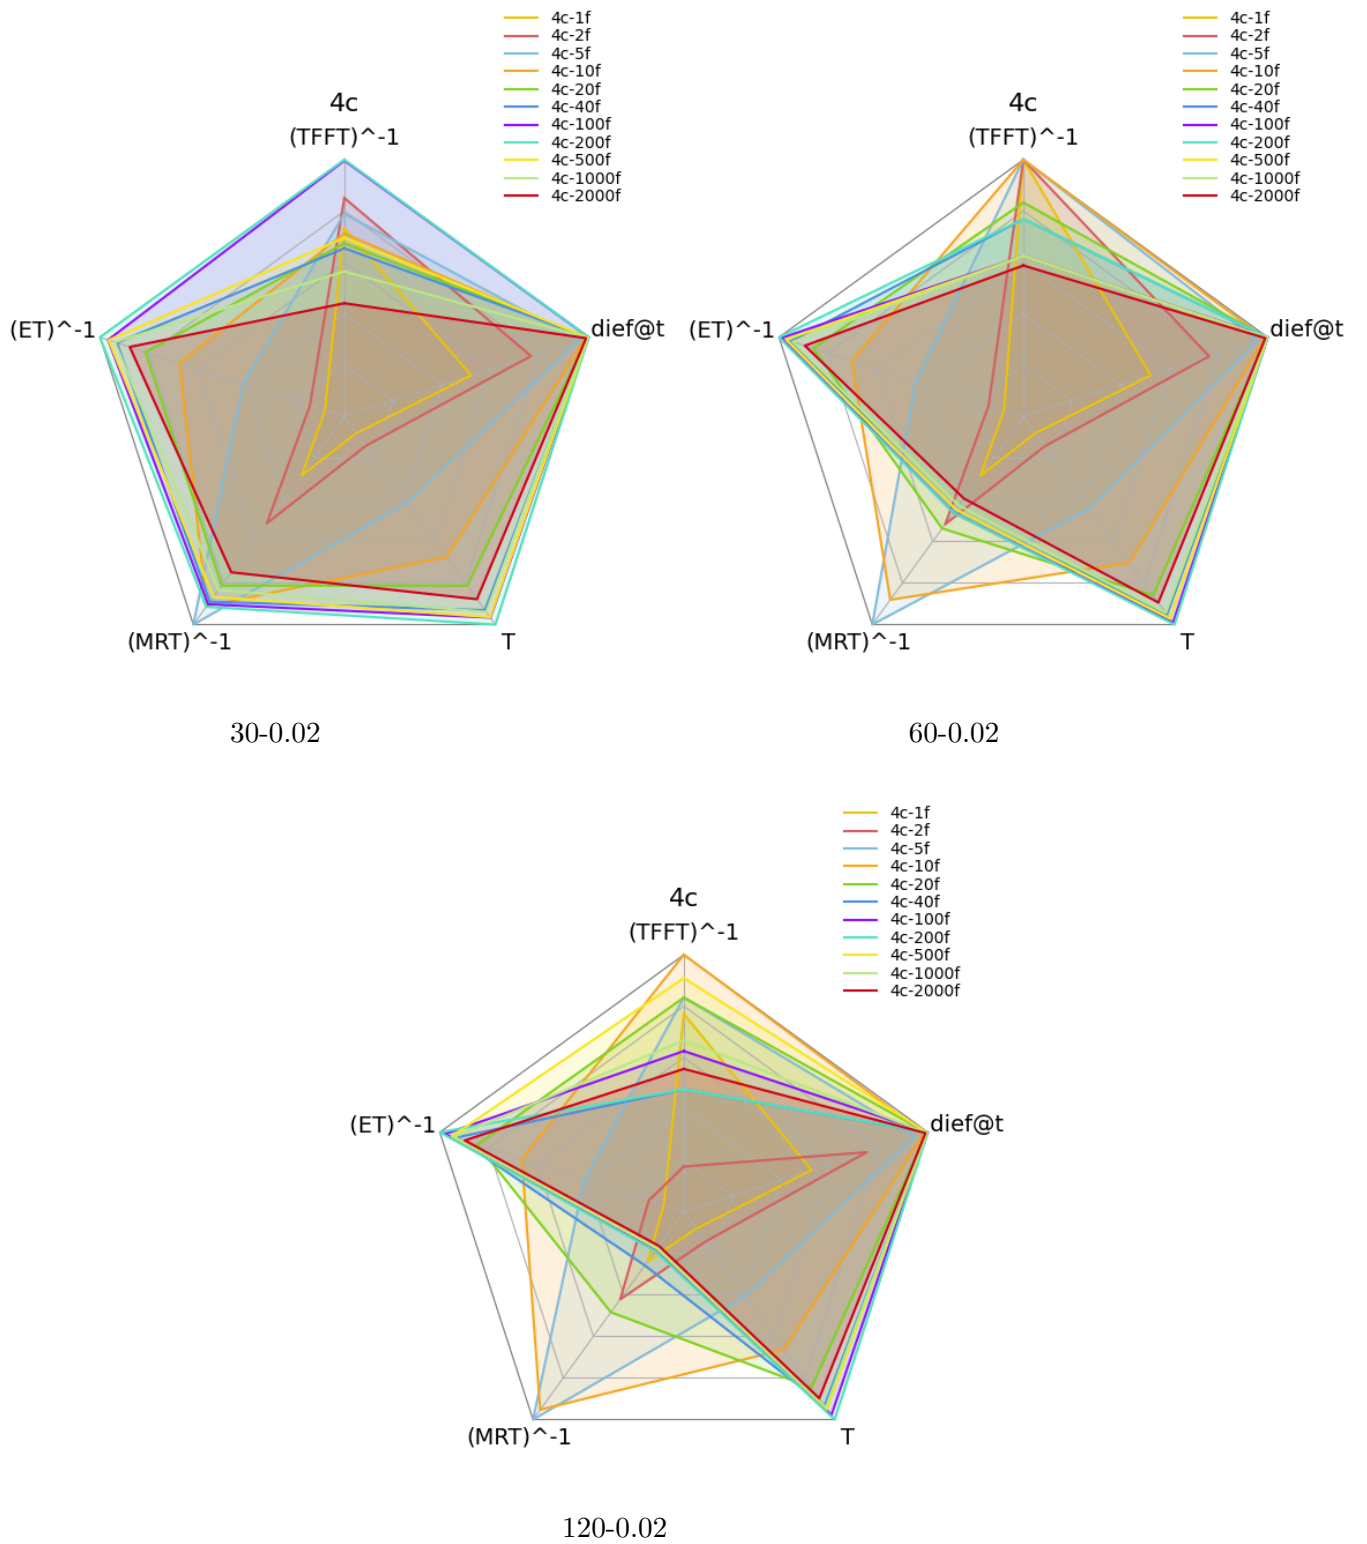 4c-1f
4c-2f
4c-5f
4c-10f
4c-20f
4c-40f
4c-100f
4c-200f
4c-500f
4c-1000f
4c-2000f
4c
(TFFT)^-1
(ET)^-1
dief@t
(MRT)^-1
T
30-0.02
4c-1f
4c-2f
4c-5f
4c-10f
4c-20f
4c-40f
4c-100f
4c-200f
4c-500f
4c-1000f
4c-2000f
4c
(TFFT)^-1
(ET)^-1
dief@t
(MRT)^-1
T
60-0.02
4c-1f
4c-2f
4c-5f
4c-10f
4c-20f
4c-40f
4c-100f
4c-200f
4c-500f
4c-1000f
4c-2000f
4c
(TFFT)^-1
(ET)^-1
dief@t
(MRT)^-1
T
120-0.02